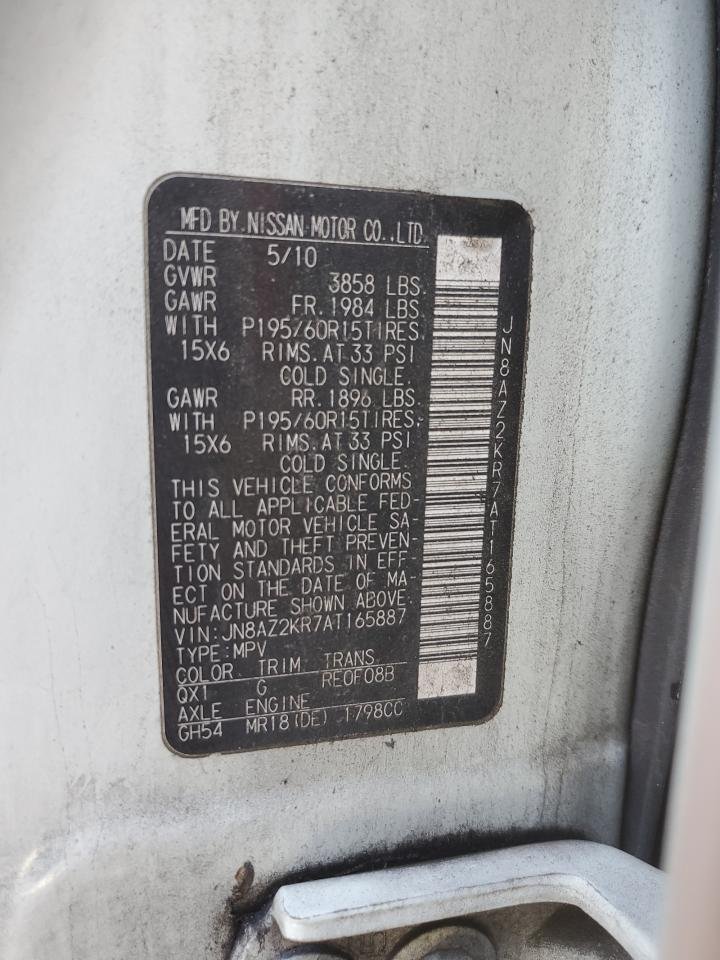 MFD BY. NISSAN MOTOR CO., LTD.
DATE 5/10
GVWR 3858 LBS.
GAWR FR. 1984 LBS.
WITH P195/60R15TIRES.
15X6 RIMS. AT 33 PSI
COLD SINGLE.
GAWR RR. 1896 LBS.
WITH P195/60R15TIRES.
15X6 RIMS. AT 33 PSI
COLD SINGLE.
THIS VEHICLE CONFORMS
TO ALL APPLICABLE FED-
ERAL MOTOR VEHICLE SA-
FETY AND THEFT PREVEN-
TION STANDARDS IN EFF-
ECT ON THE DATE OF MA-
NUFACTURE SHOWN ABOVE.
VIN:JN8AZ2KR7AT165887
TYPE:MPV
COLOR. TRIM TRANS
QX1 G RE0F08B
AXLE ENGINE
GH54 MR18(DE) 1798CC
JN8AZ2KR7AT165887